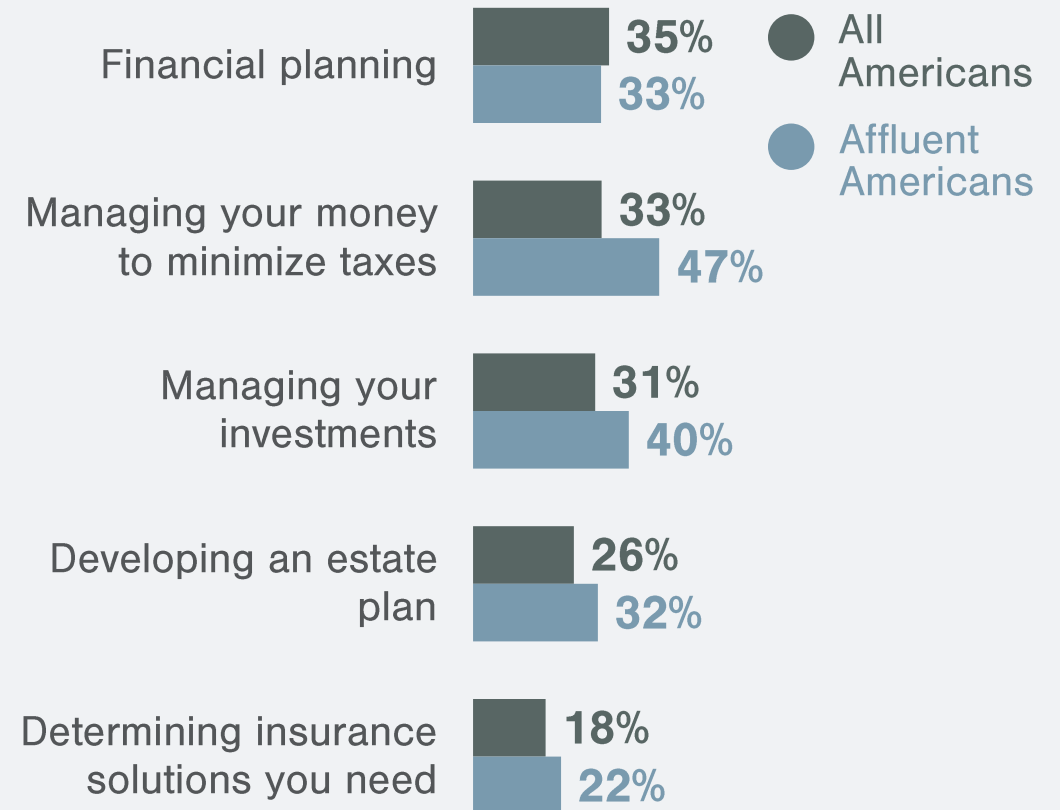 Financial planning
35%
33%
All
Americans
Affluent
Americans
Managing your money
to minimize taxes
33%
47%
Managing your
investments
31%
40%
Developing an estate
plan
26%
32%
Determining insurance
solutions you need
18%
22%